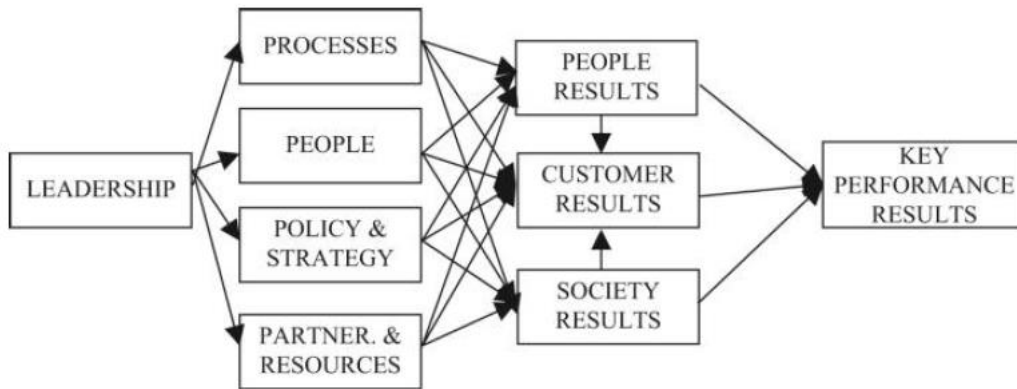 LEADERSHIP
PROCESSES
PEOPLE
POLICY &
STRATEGY
PARTNER. &
RESOURCES
PEOPLE
RESULTS
CUSTOMER
RESULTS
SOCIETY
RESULTS
KEY
PERFORMANCE
RESULTS